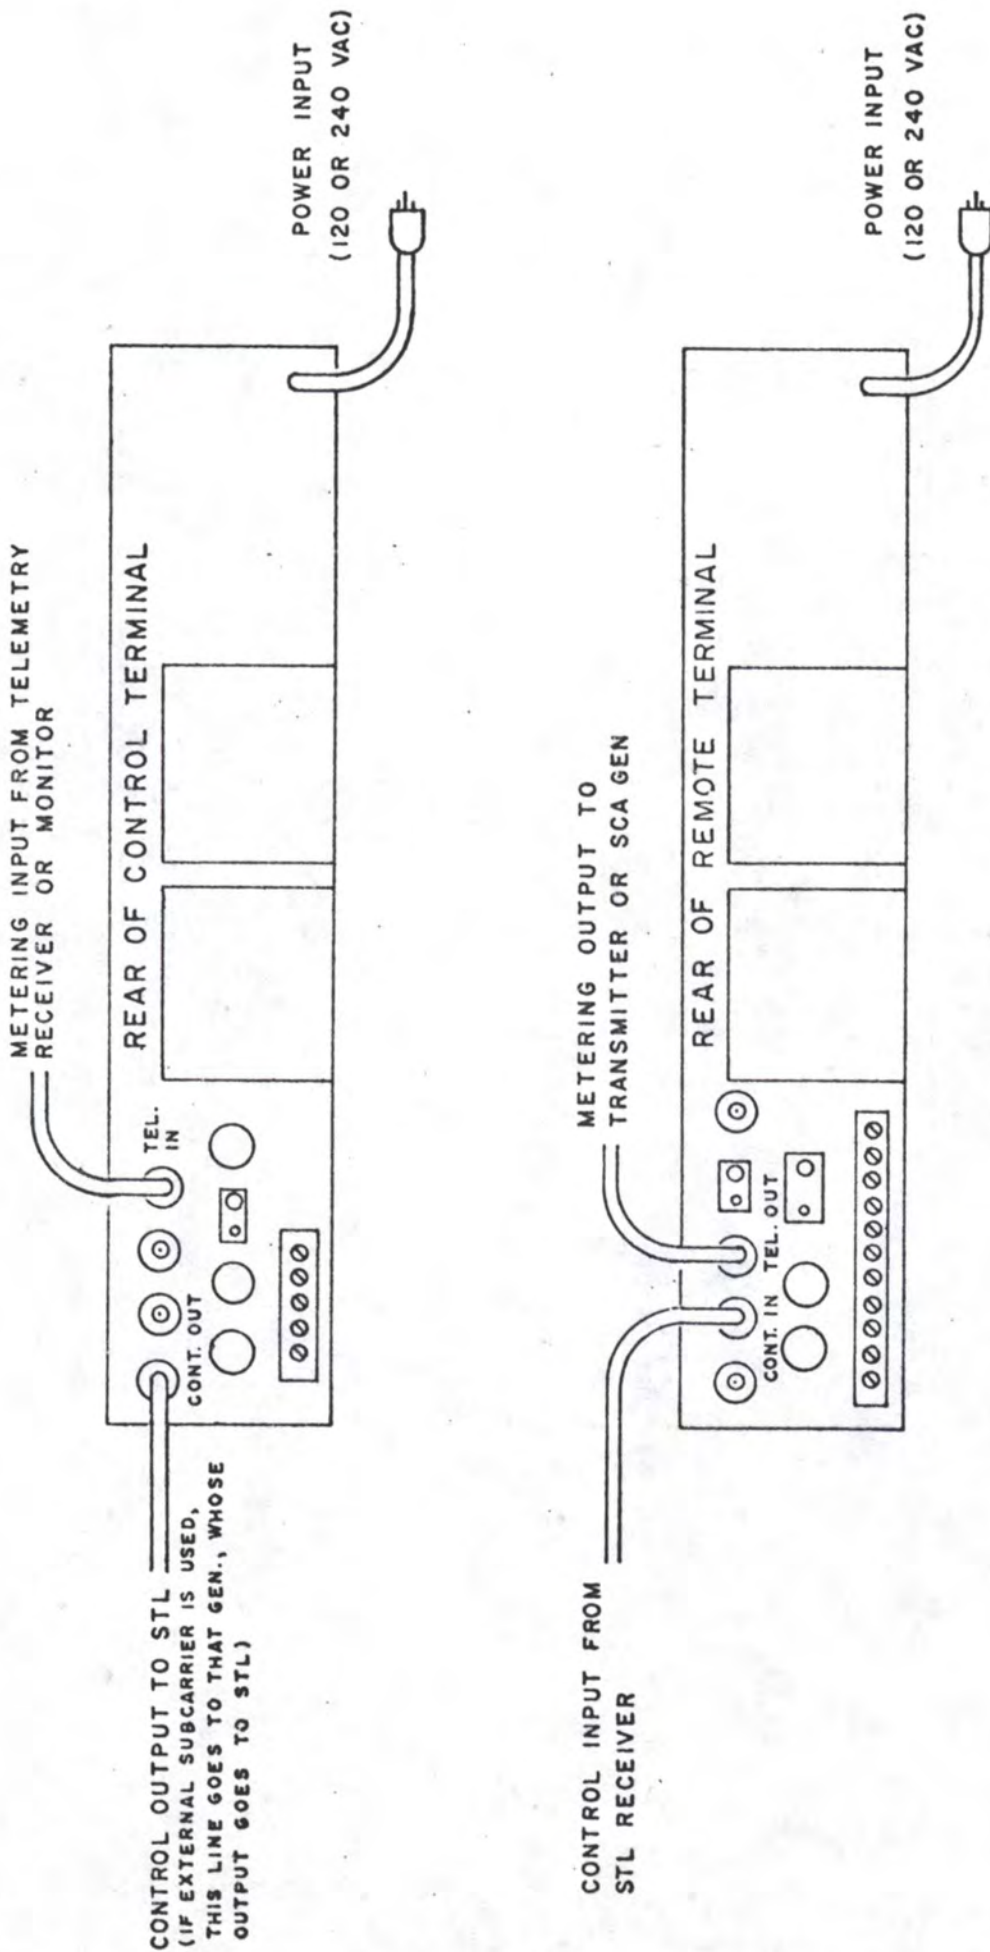 METERING INPUT FROM TELEMETRY
RECEIVER OR MONITOR
REAR OF CONTROL TERMINAL
TEL.
IN
CONT. OUT
CONTROL OUTPUT TO STL
(IF EXTERNAL SUBCARRIER IS USED,
THIS LINE GOES TO THAT GEN., WHOSE
OUTPUT GOES TO STL)
POWER INPUT
(120 OR 240 VAC)
METERING OUTPUT TO
TRANSMITTER OR SCA GEN
REAR OF REMOTE TERMINAL
CONT. IN TEL. OUT
CONTROL INPUT FROM
STL RECEIVER
POWER INPUT
(120 OR 240 VAC)